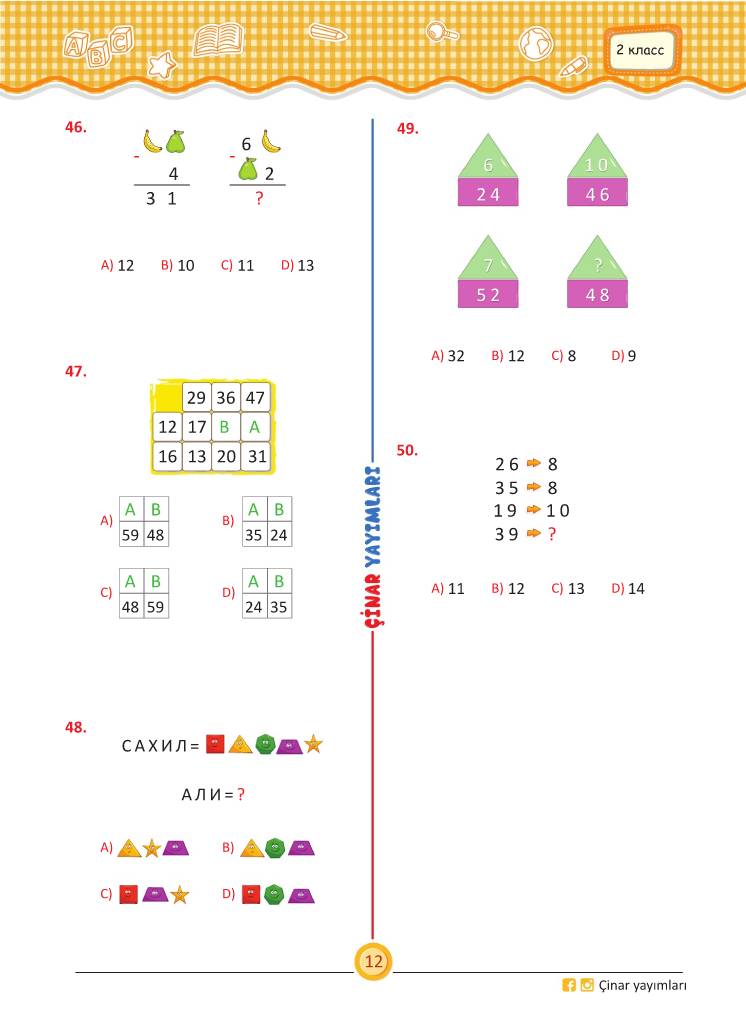 ABC
2 класс
46.
-
4
3 1
6
-
2
?
A) 12 B) 10 C) 11 D) 13
47.
29 36 47
12 17 B A
16 13 20 31
A)
A B
59 48
B)
A B
35 24
C)
A B
48 59
D)
A B
24 35
48.
САХИЛ=
АЛИ=?
A)
B)
C)
D)
ÇİNAR YAYIMLARI
49.
6
24
10
46
7
52
?
48
A) 32 B) 12 C) 8 D) 9
50.
26 ➡ 8
35 ➡ 8
19 ➡ 10
39 ➡ ?
A) 11 B) 12 C) 13 D) 14
12
Çinar yayımları